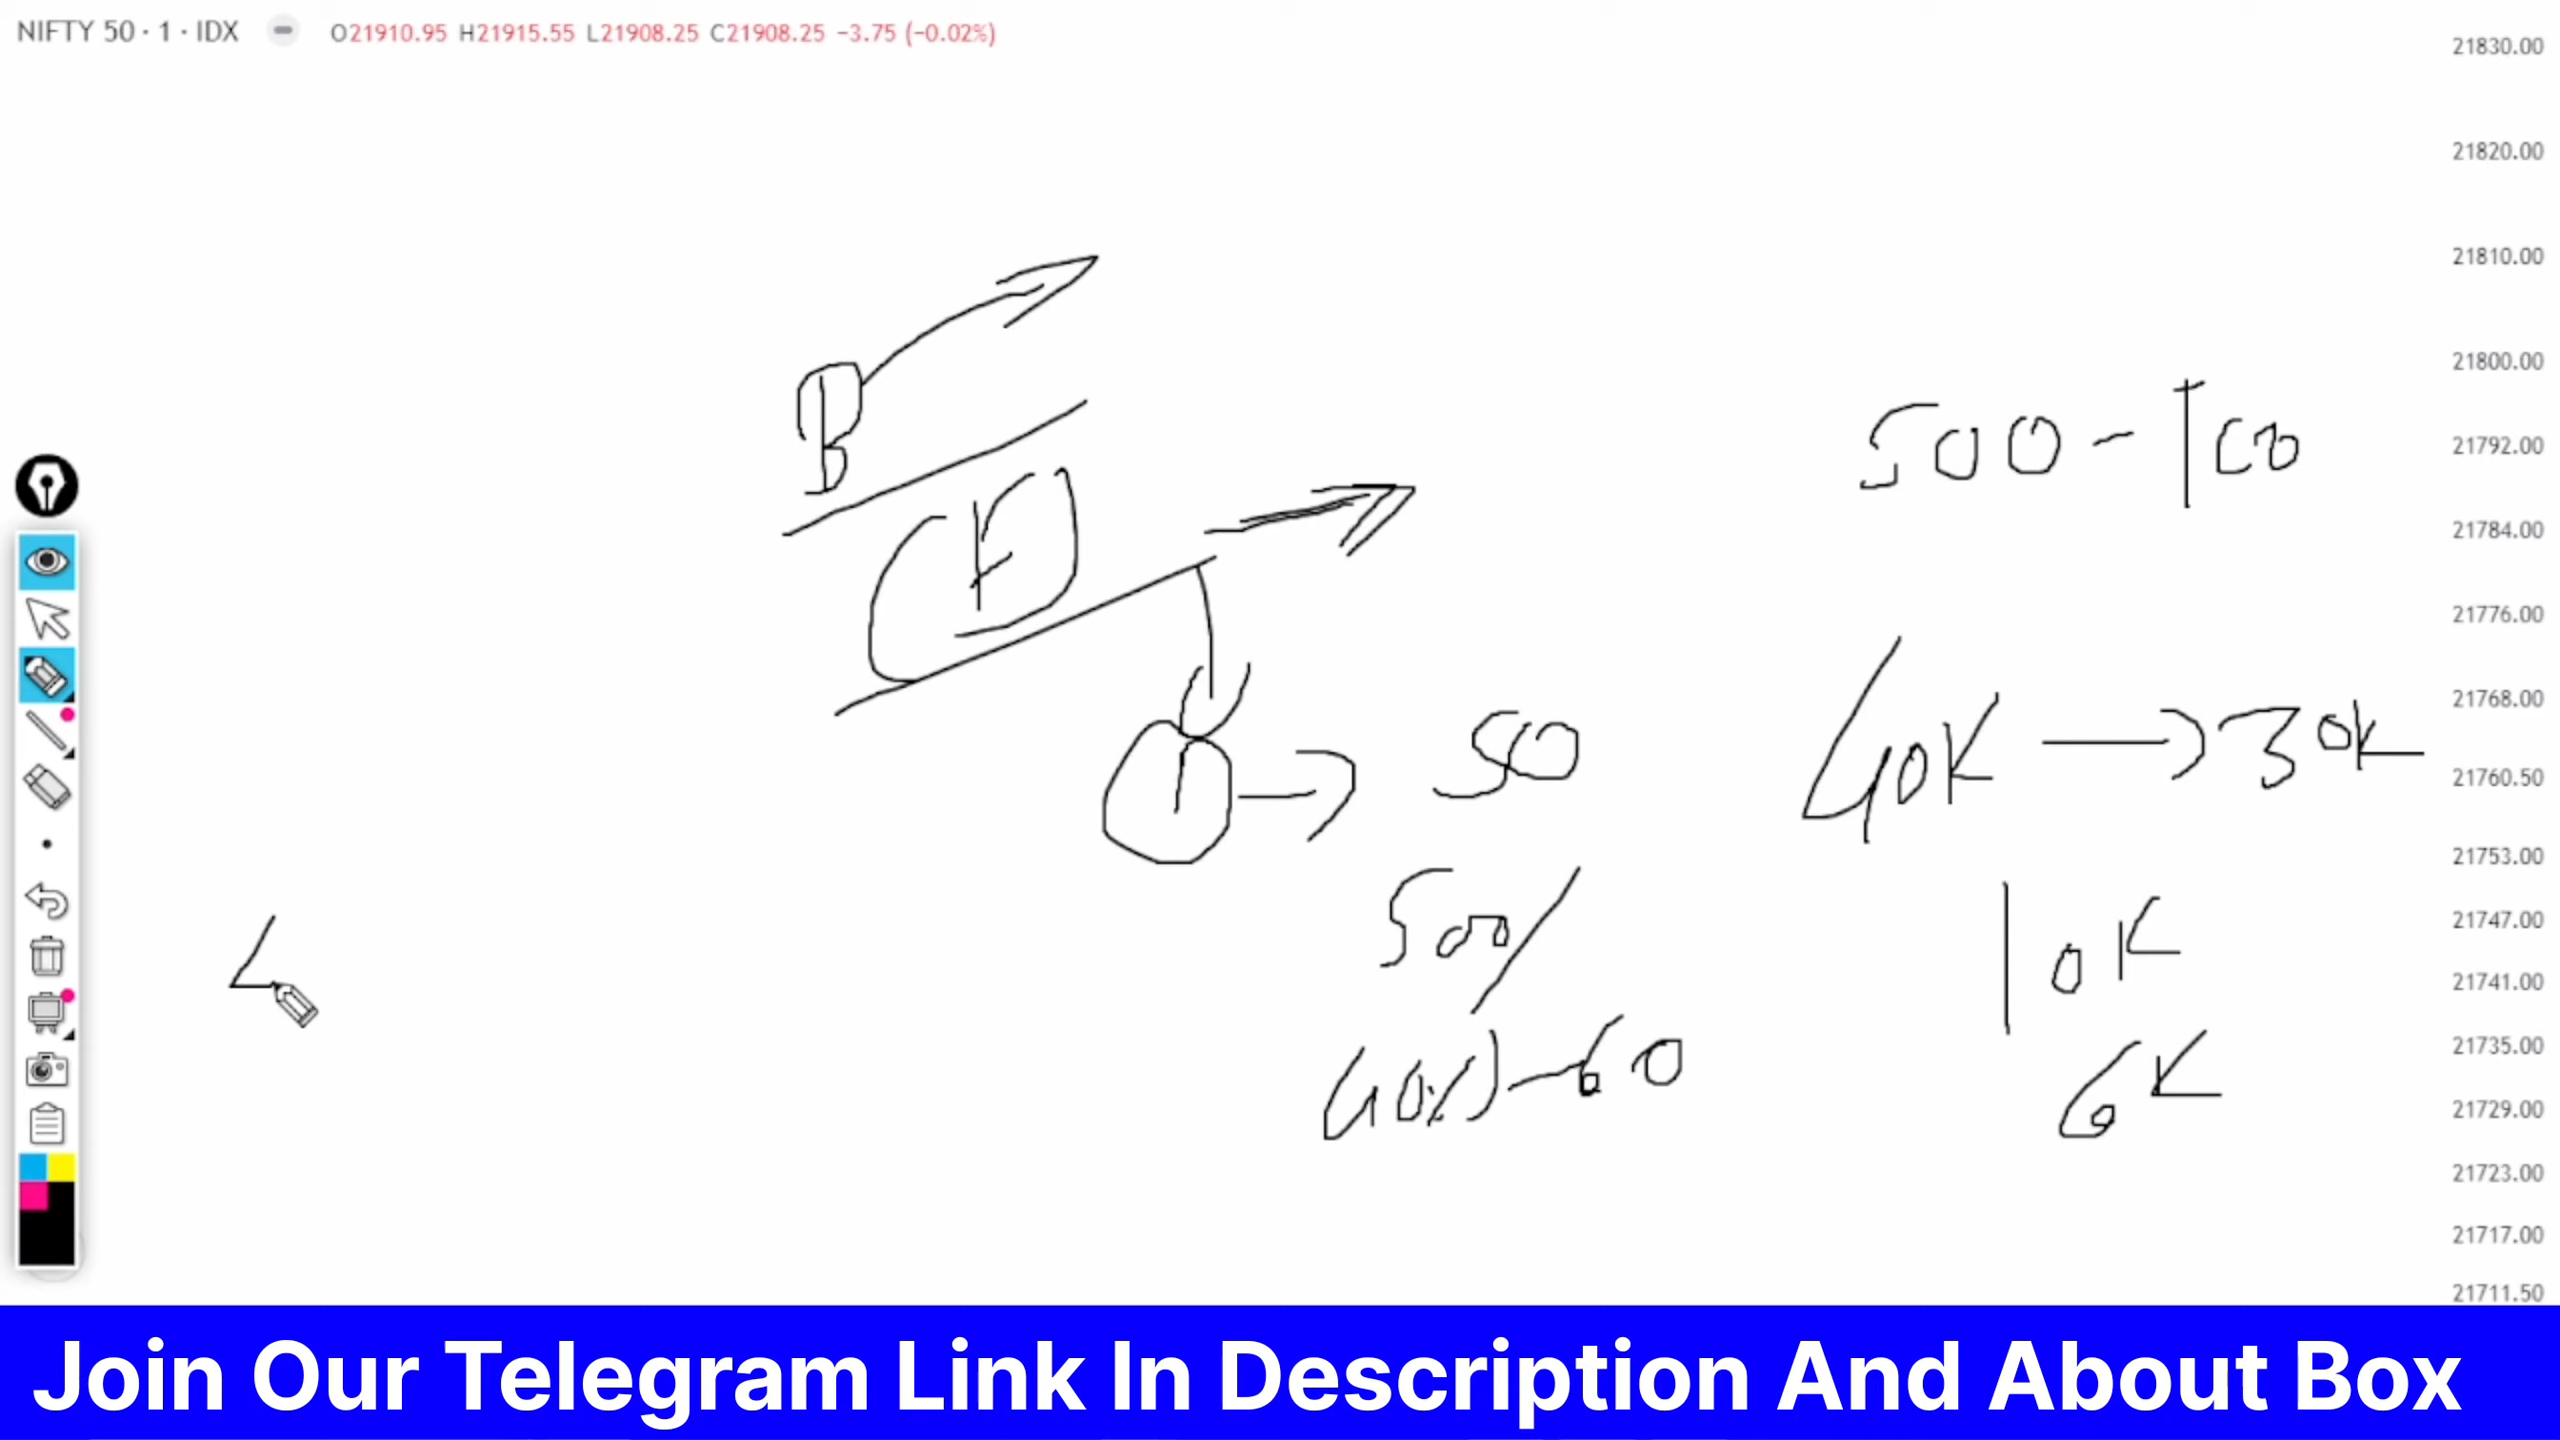 NIFTY 50 · 1 · IDX O21910.95 H21915.55 L21908.25 C21908.25 −3.75 (−0.02%)
21830.00
21820.00
21810.00
21800.00
21792.00
21784.00
21776.00
21768.00
21760.50
21753.00
21747.00
21741.00
21735.00
21729.00
21723.00
21717.00
21711.50
B
F
50
500
60
500 - 100
40K → 30K
10K
6K
Join Our Telegram Link In Description And About Box